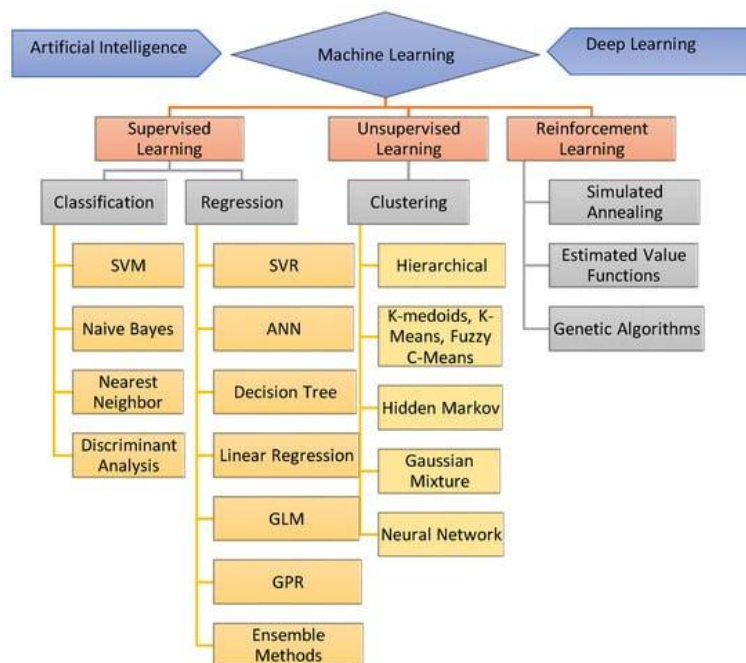 Artificial Intelligence
Machine Learning
Deep Learning
Supervised
Learning
Unsupervised
Learning
Reinforcement
Learning
Classification
Regression
Clustering
Simulated
Annealing
SVM
SVR
Hierarchical
Estimated Value
Functions
Naive Bayes
ANN
K-medoids, K-
Means, Fuzzy
C-Means
Genetic Algorithms
Nearest
Neighbor
Decision Tree
Hidden Markov
Discriminant
Analysis
Linear Regression
Gaussian
Mixture
GLM
Neural Network
GPR
Ensemble
Methods